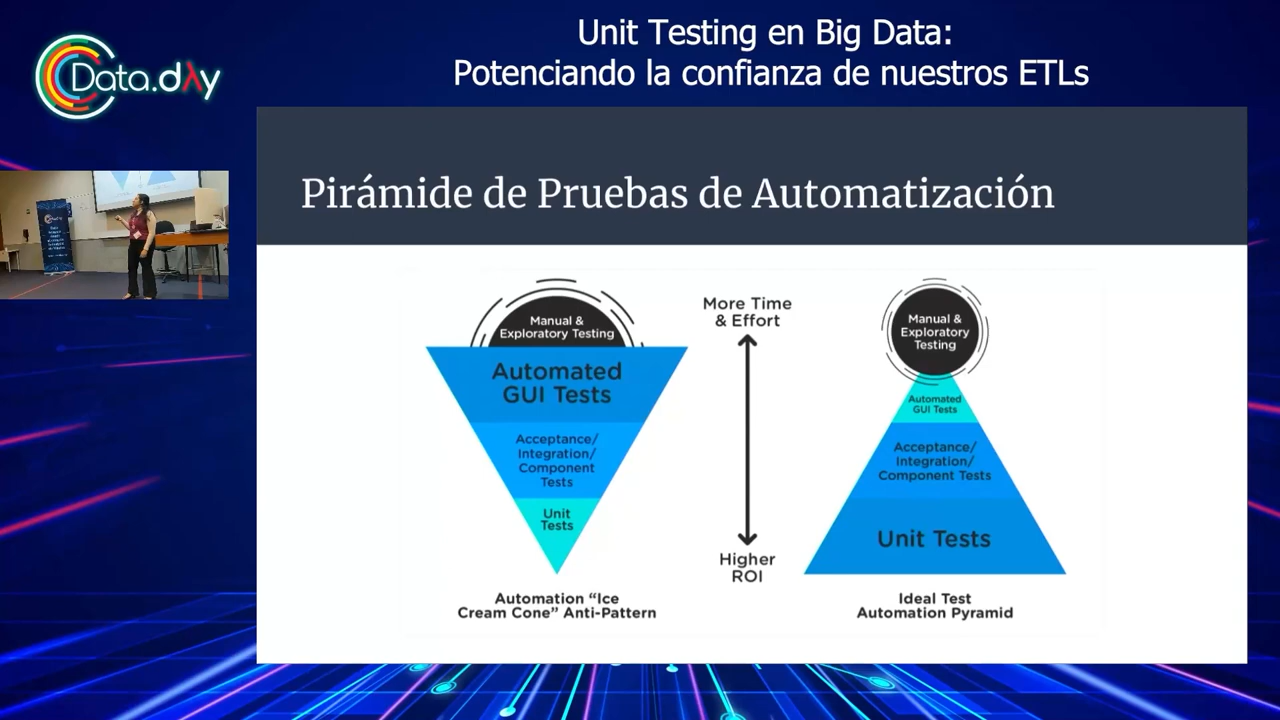 Unit Testing en Big Data:
Potenciando la confianza de nuestros ETLs
Data.day
Pirámide de Pruebas de Automatización
Manual &
Exploratory Testing
Automated
GUI Tests
Acceptance/
Integration/
Component
Tests
Unit
Tests
Automation “Ice
Cream Cone” Anti-Pattern
More Time
& Effort
Higher
ROI
Manual &
Exploratory
Testing
Automated
GUI Tests
Acceptance/
Integration/
Component Tests
Unit Tests
Ideal Test
Automation Pyramid